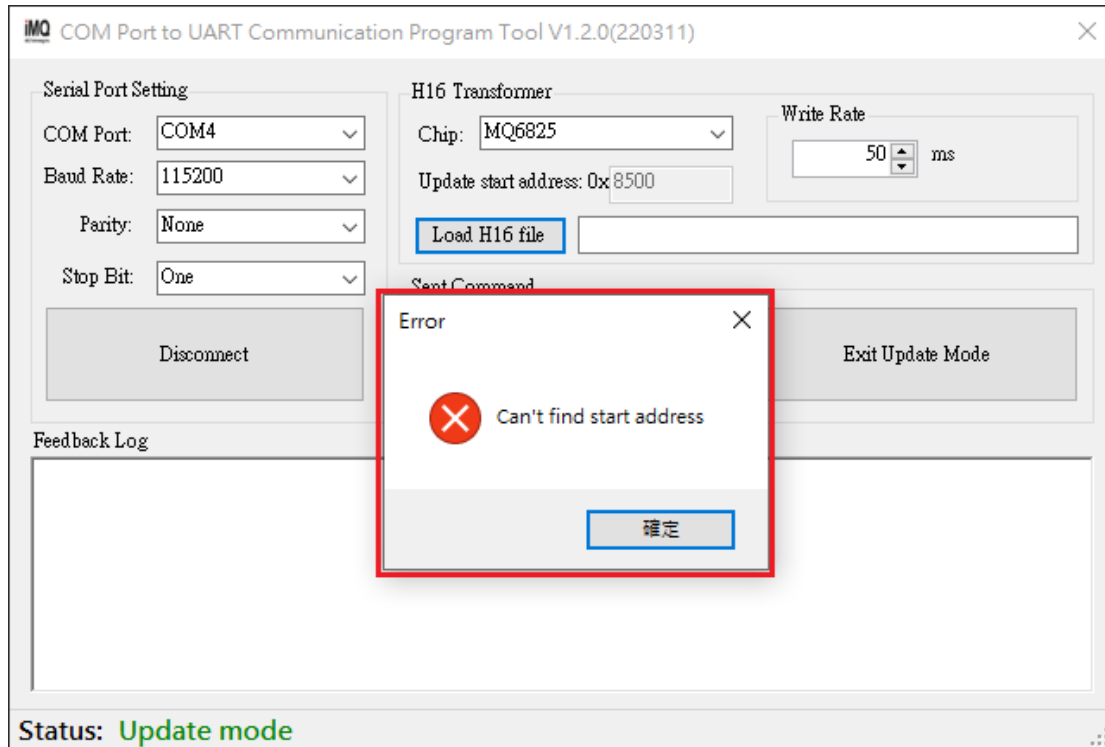 iMQ COM Port to UART Communication Program Tool V1.2.0(220311)
Serial Port Setting
COM Port: COM4
Baud Rate: 115200
Parity: None
Stop Bit: One
Disconnect
H16 Transformer
Chip: MQ6825
Update start address: 0x 8500
Load H16 file
Write Rate
50 ms
Sent Command
Exit Update Mode
Error
Can't find start address
確定
Feedback Log
Status: Update mode